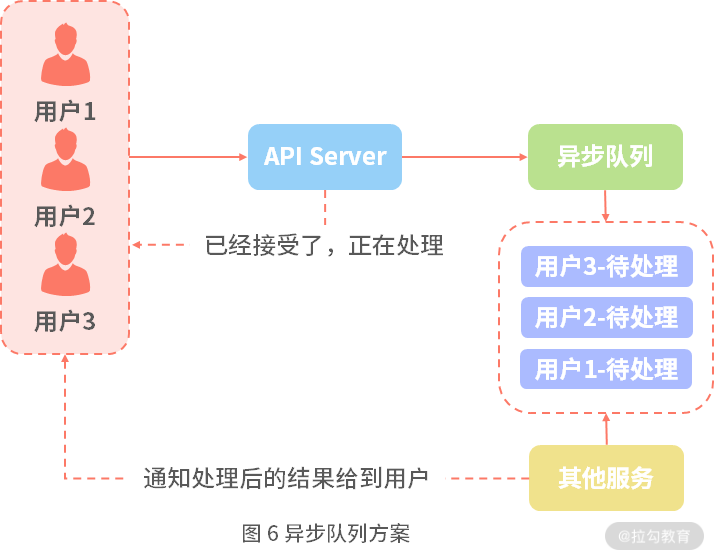 用户1
用户2
用户3
API Server
异步队列
已经接受了，正在处理
用户3-待处理
用户2-待处理
用户1-待处理
通知处理后的结果给到用户
其他服务
图 6 异步队列方案
@拉勾教育